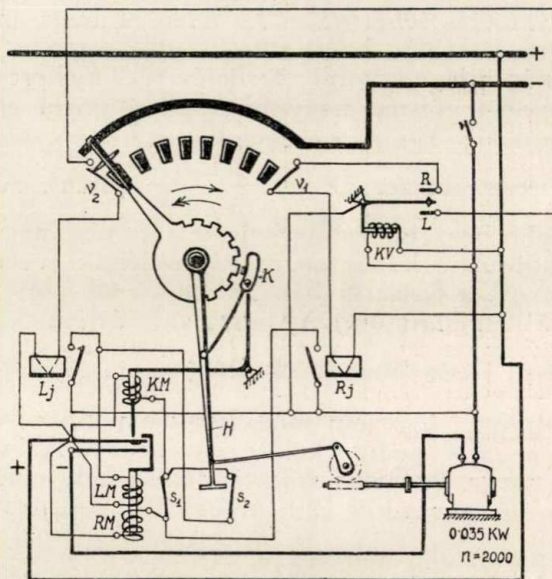 +
−
n
v₂
v₁
R
L
KV
K
Lj
KM
Rj
H
+
−
LM
RM
S₁
S₂
0·035 KW
n=2000